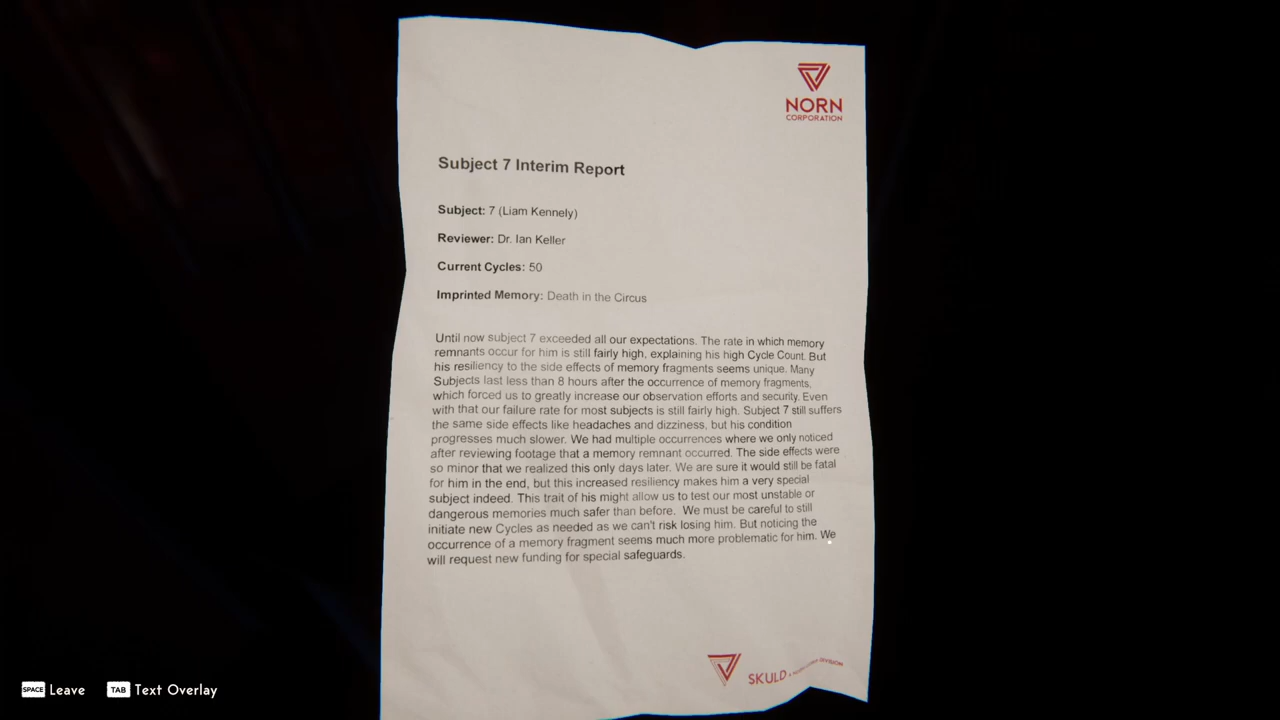 NORN
CORPORATION
Subject 7 Interim Report
Subject: 7 (Liam Kennely)
Reviewer: Dr. Ian Keller
Current Cycles: 50
Imprinted Memory: Death in the Circus
Until now subject 7 exceeded all our expectations. The rate in which memory
remnants occur for him is still fairly high, explaining his high Cycle Count. But
his resiliency to the side effects of memory fragments seems unique. Many
Subjects last less than 8 hours after the occurrence of memory fragments,
which forced us to greatly increase our observation efforts and security. Even
with that our failure rate for most subjects is still fairly high. Subject 7 still suffers
the same side effects like headaches and dizziness, but his condition
progresses much slower. We had multiple occurrences where we only noticed
after reviewing footage that a memory remnant occurred. The side effects were
so minor that we realized this only days later. We are sure it would still be fatal
for him in the end, but this increased resiliency makes him a very special
subject indeed. This trait of his might allow us to test our most unstable or
dangerous memories much safer than before. We must be careful to still
initiate new Cycles as needed as we can't risk losing him. But noticing the
occurrence of a memory fragment seems much more problematic for him. We
will request new funding for special safeguards.
SKULD DIVISION
SPACE Leave TAB Text Overlay